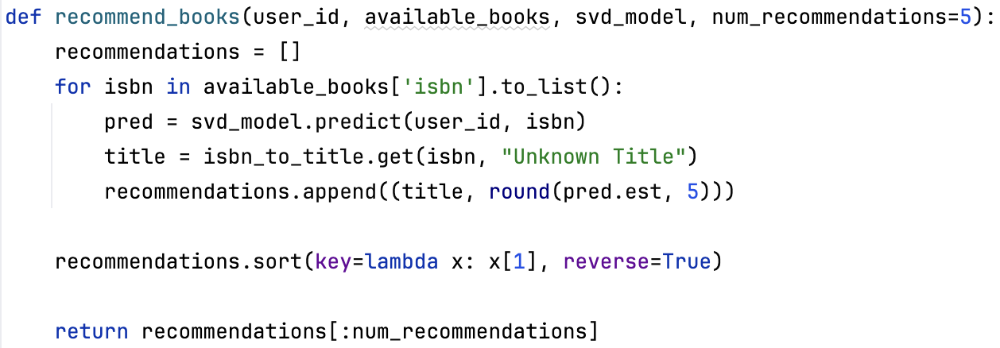 def recommend_books(user_id, available_books, svd_model, num_recommendations=5):
    recommendations = []
    for isbn in available_books['isbn'].to_list():
        pred = svd_model.predict(user_id, isbn)
        title = isbn_to_title.get(isbn, "Unknown Title")
        recommendations.append((title, round(pred.est, 5)))

    recommendations.sort(key=lambda x: x[1], reverse=True)

    return recommendations[:num_recommendations]